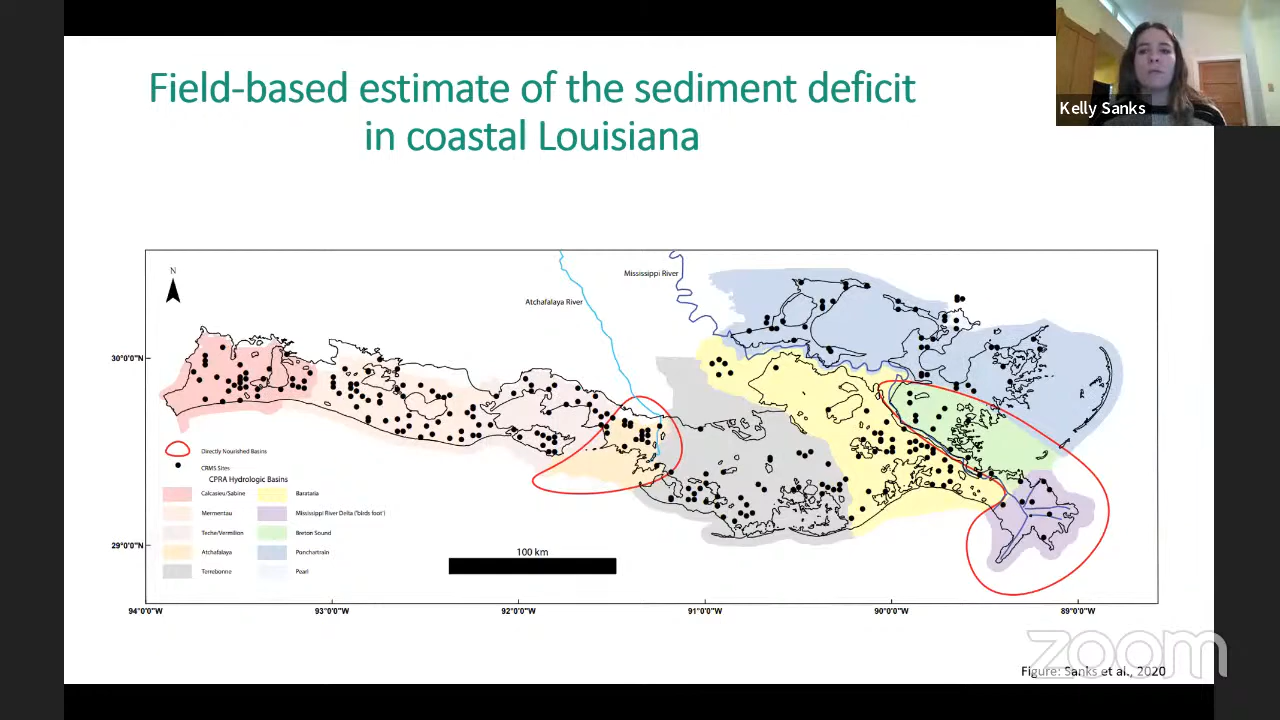 Field-based estimate of the sediment deficit
in coastal Louisiana
Kelly Sanks
N
Mississippi River
Atchafalaya River
30°0'0"N
29°0'0"N
Directly Nourished Basins
CRMS Sites
CPRA Hydrologic Basins
Calcasieu/Sabine
Barataria
Mermentau
Mississippi River Delta ("birds foot")
Teche/Vermilion
Breton Sound
Atchafalaya
Ponchartrain
Terrebonne
Pearl
100 km
94°0'0"W
93°0'0"W
92°0'0"W
91°0'0"W
90°0'0"W
89°0'0"W
zoom
Figure: Sanks et al., 2020